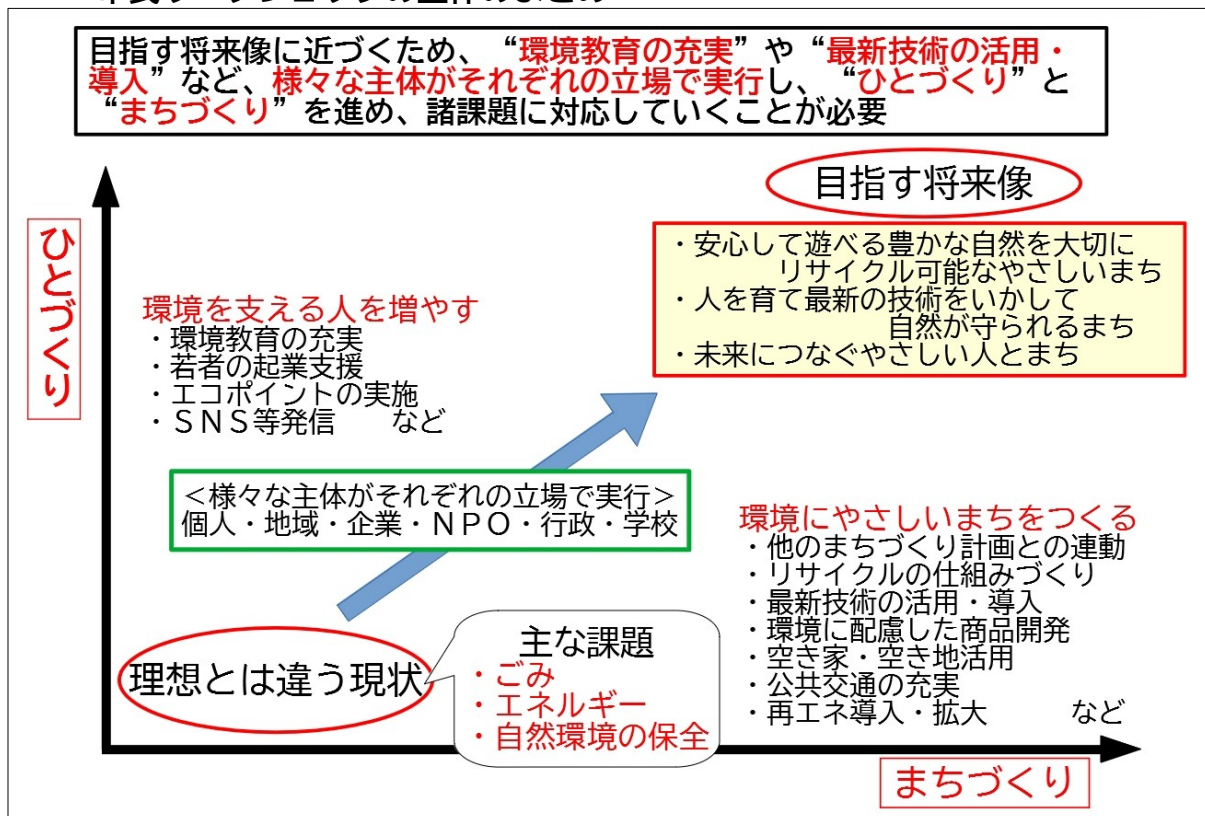 目指す将来像に近づくため、“環境教育の充実”や“最新技術の活用・
導入”など、様々な主体がそれぞれの立場で実行し、“ひとづくり”と
“まちづくり”を進め、諸課題に対応していくことが必要
目指す将来像
・安心して遊べる豊かな自然を大切に
リサイクル可能なやさしいまち
・人を育て最新の技術をいかして
自然が守られるまち
・未来につなぐやさしい人とまち
ひとづくり
環境を支える人を増やす
・環境教育の充実
・若者の起業支援
・エコポイントの実施
・ＳＮＳ等発信　　など
＜様々な主体がそれぞれの立場で実行＞
個人・地域・企業・ＮＰＯ・行政・学校
環境にやさしいまちをつくる
・他のまちづくり計画との連動
・リサイクルの仕組みづくり
・最新技術の活用・導入
・環境に配慮した商品開発
・空き家・空き地活用
・公共交通の充実
・再エネ導入・拡大　　　など
理想とは違う現状
主な課題
・ごみ
・エネルギー
・自然環境の保全
まちづくり